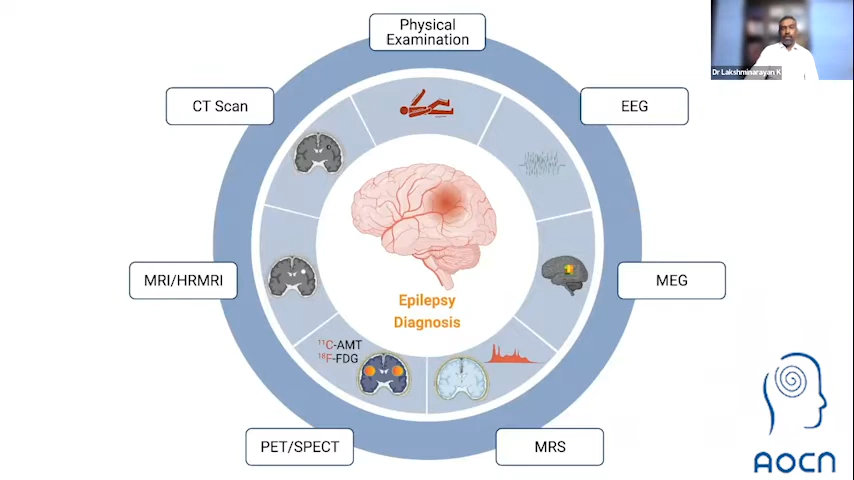 Physical
Examination
Dr Lakshminarayan K
CT Scan
EEG
MRI/HRMRI
MEG
Epilepsy
Diagnosis
¹¹C-AMT
¹⁸F-FDG
PET/SPECT
MRS
AOCN